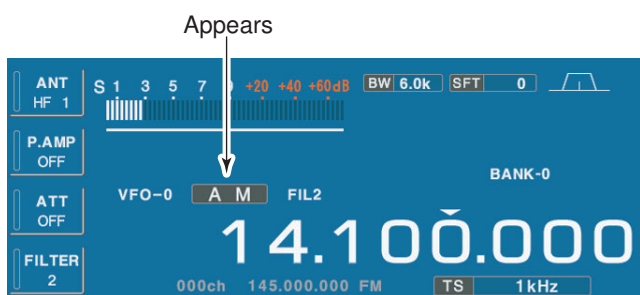 Appears
ANT
HF 1
S 1 3 5 7 9 +20 +40 +60dB
BW 6.0k SFT 0
P.AMP
OFF
BANK-0
ATT
OFF
VFO-0 A M FIL2
14.100.000
FILTER
2
000ch 145.000.000 FM TS 1kHz